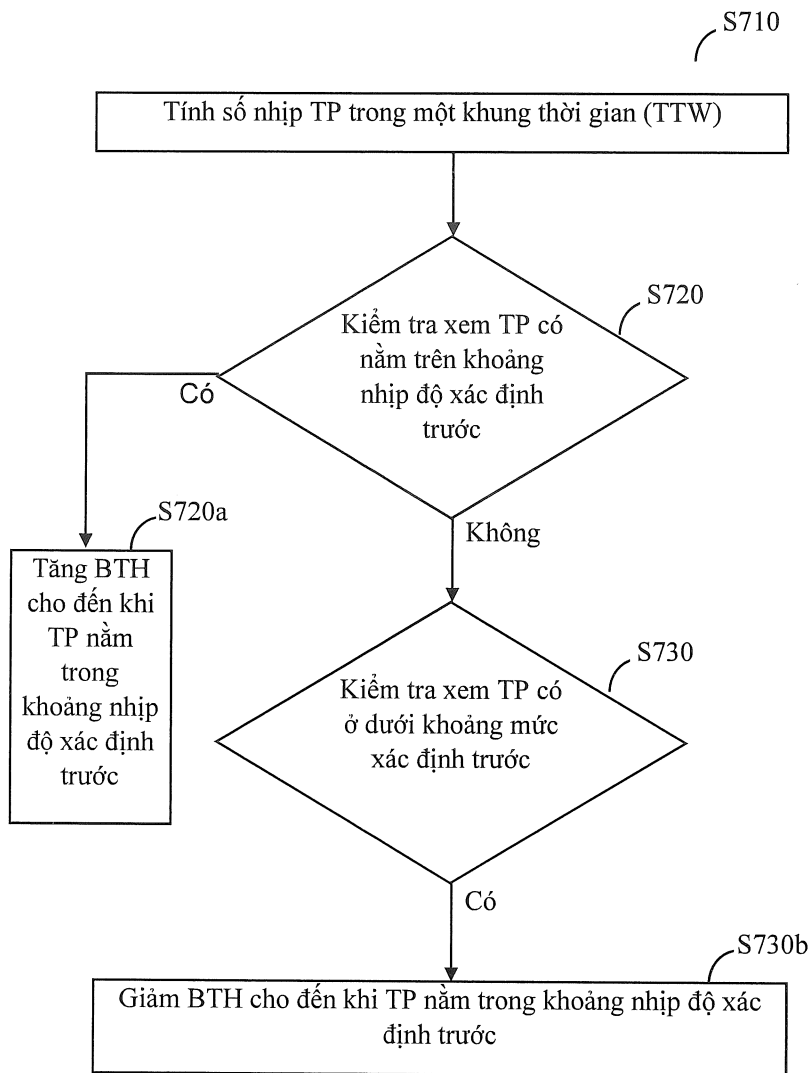 S710
Tính số nhịp TP trong một khung thời gian (TTW)
S720
Kiểm tra xem TP có
nằm trên khoảng
nhịp độ xác định
trước
Có
S720a
Không
Tăng BTH
cho đến khi
TP nằm
trong
khoảng nhịp
độ xác định
trước
S730
Kiểm tra xem TP có
ở dưới khoảng mức
xác định trước
Có
S730b
Giảm BTH cho đến khi TP nằm trong khoảng nhịp độ xác
định trước